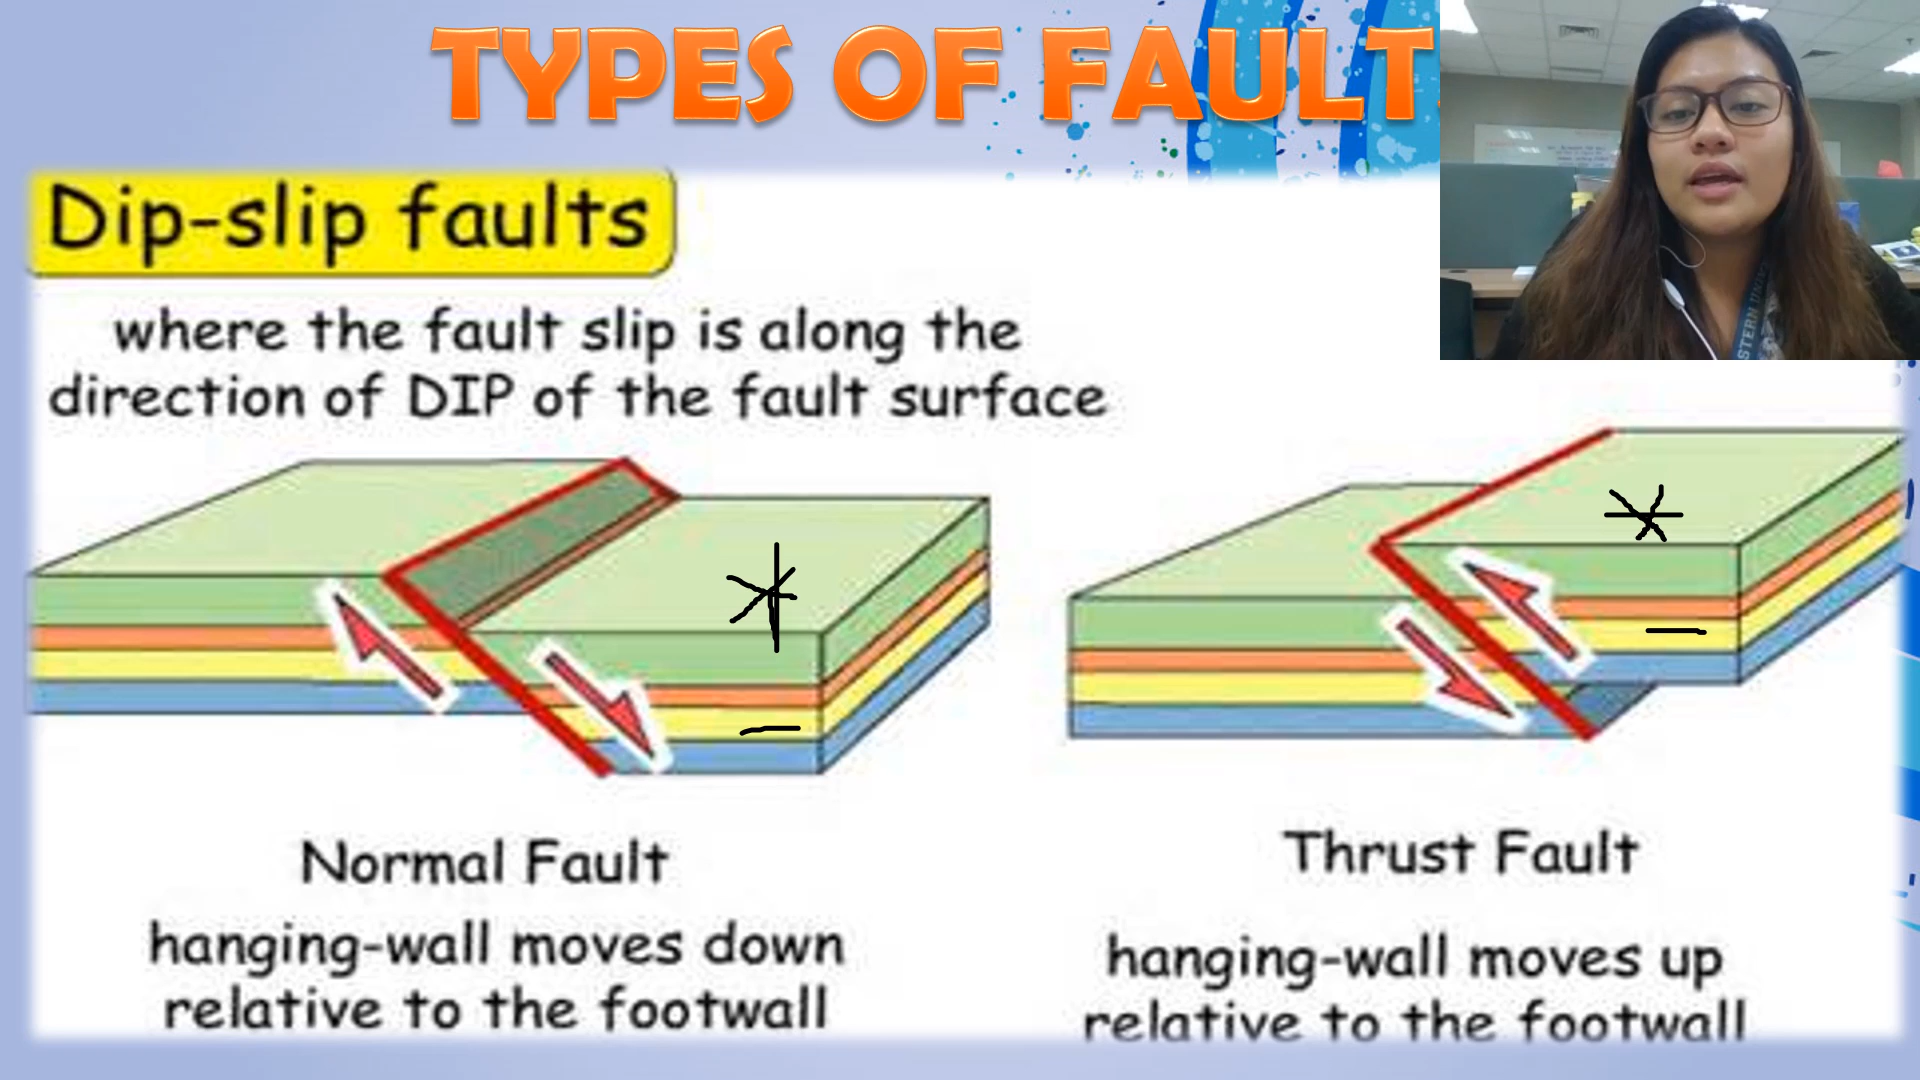 TYPES OF FAULT
Dip-slip faults
where the fault slip is along the
direction of DIP of the fault surface
Normal Fault
hanging-wall moves down
relative to the footwall
Thrust Fault
hanging-wall moves up
relative to the footwall
STERN UNIV